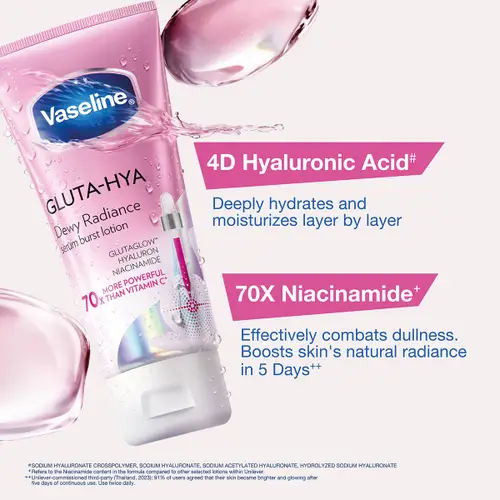 Vaseline®
GLUTA-HYA
Dewy Radiance
serum burst lotion
GLUTAGLOW™
HYALURON
NIACINAMIDE
70X MORE POWERFUL
THAN VITAMIN C*
4D Hyaluronic Acid#
Deeply hydrates and
moisturizes layer by layer
70X Niacinamide+
Effectively combats dullness.
Boosts skin's natural radiance
in 5 Days++
#SODIUM HYALURONATE CROSSPOLYMER, SODIUM HYALURONATE, SODIUM ACETYLATED HYALURONATE, HYDROLYZED SODIUM HYALURONATE
+Refers to the Niacinamide content in the formula compared to other selected lotions within Unilever.
++Unilever-commissioned third-party (Thailand, 2023): 91% of users agreed that their skin became brighter and glowing after
five days of continuous use. Use twice daily.